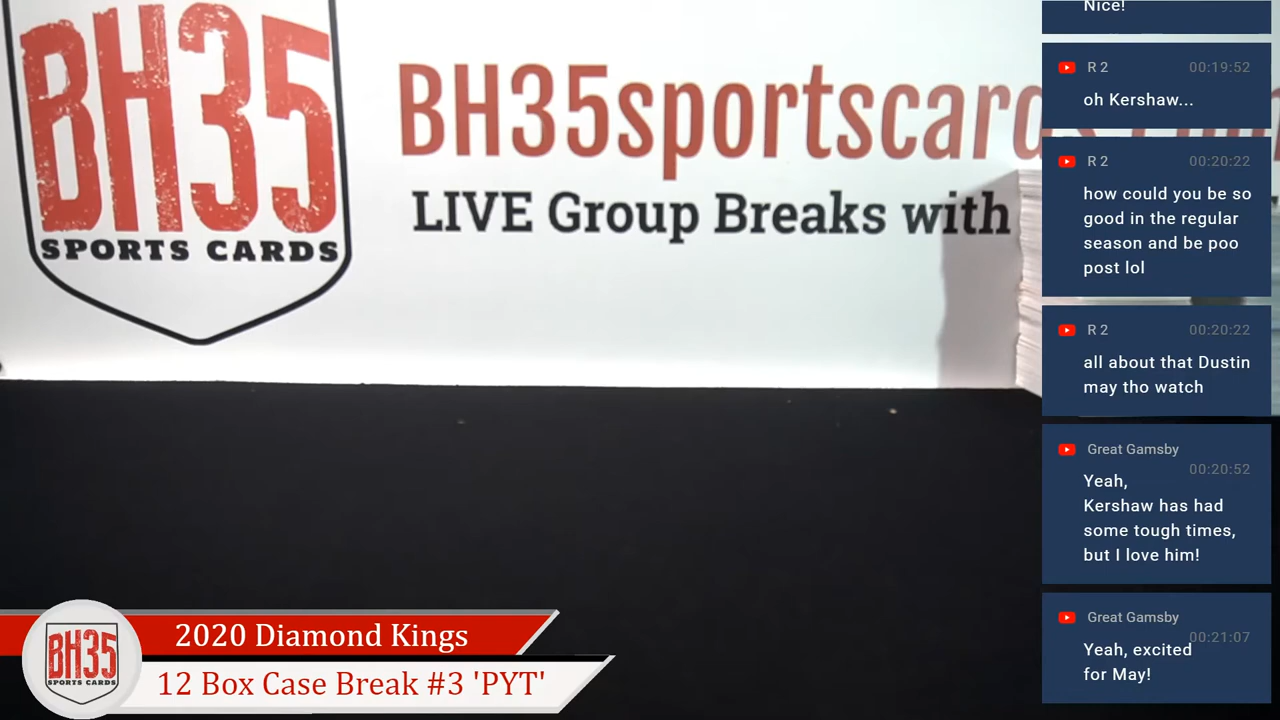 BH35
SPORTS CARDS
BH35sportscards.com
LIVE Group Breaks with
Nice!
R 2 00:19:52
oh Kershaw...
R 2 00:20:22
how could you be so
good in the regular
season and be poo
post lol
R 2 00:20:22
all about that Dustin
may tho watch
Great Gamsby
00:20:52
Yeah,
Kershaw has had
some tough times,
but I love him!
Great Gamsby
00:21:07
Yeah, excited
for May!
BH35
SPORTS CARDS
2020 Diamond Kings
12 Box Case Break #3 'PYT'